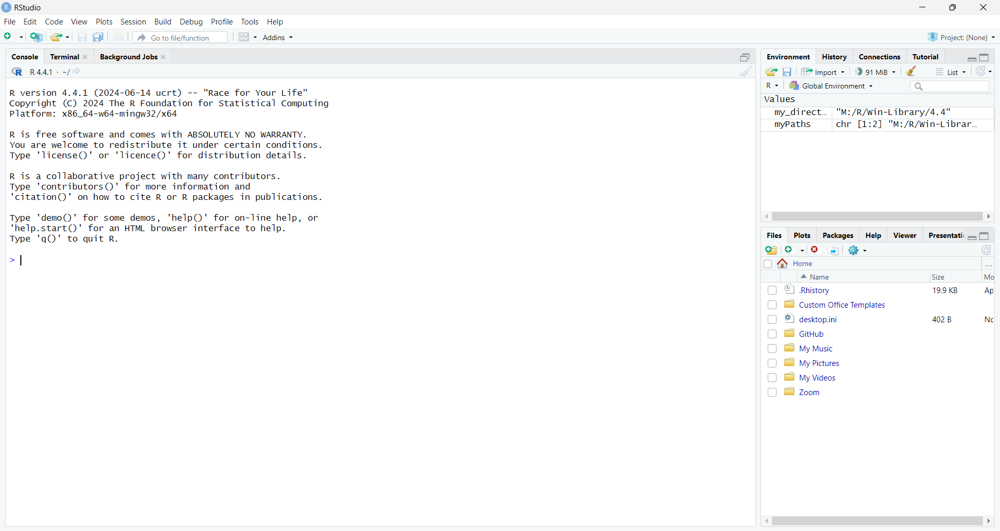 RStudio
File Edit Code View Plots Session Build Debug Profile Tools Help
Go to file/function Addins Project: (None)
Console Terminal Background Jobs
R 4.4.1 · ~/
R version 4.4.1 (2024-06-14 ucrt) -- "Race for Your Life"
Copyright (C) 2024 The R Foundation for Statistical Computing
Platform: x86_64-w64-mingw32/x64
R is free software and comes with ABSOLUTELY NO WARRANTY.
You are welcome to redistribute it under certain conditions.
Type 'license()' or 'licence()' for distribution details.
R is a collaborative project with many contributors.
Type 'contributors()' for more information and
'citation()' on how to cite R or R packages in publications.
Type 'demo()' for some demos, 'help()' for on-line help, or
'help.start()' for an HTML browser interface to help.
Type 'q()' to quit R.
>
Environment History Connections Tutorial
Import 91 MiB List
R Global Environment
Values
my_direct… "M:/R/Win-Library/4.4"
myPaths chr [1:2] "M:/R/Win-Librar…
Files Plots Packages Help Viewer Presentati
Home ...
Name Size Mo
.Rhistory 19.9 KB Ap
Custom Office Templates
desktop.ini 402 B No
GitHub
My Music
My Pictures
My Videos
Zoom